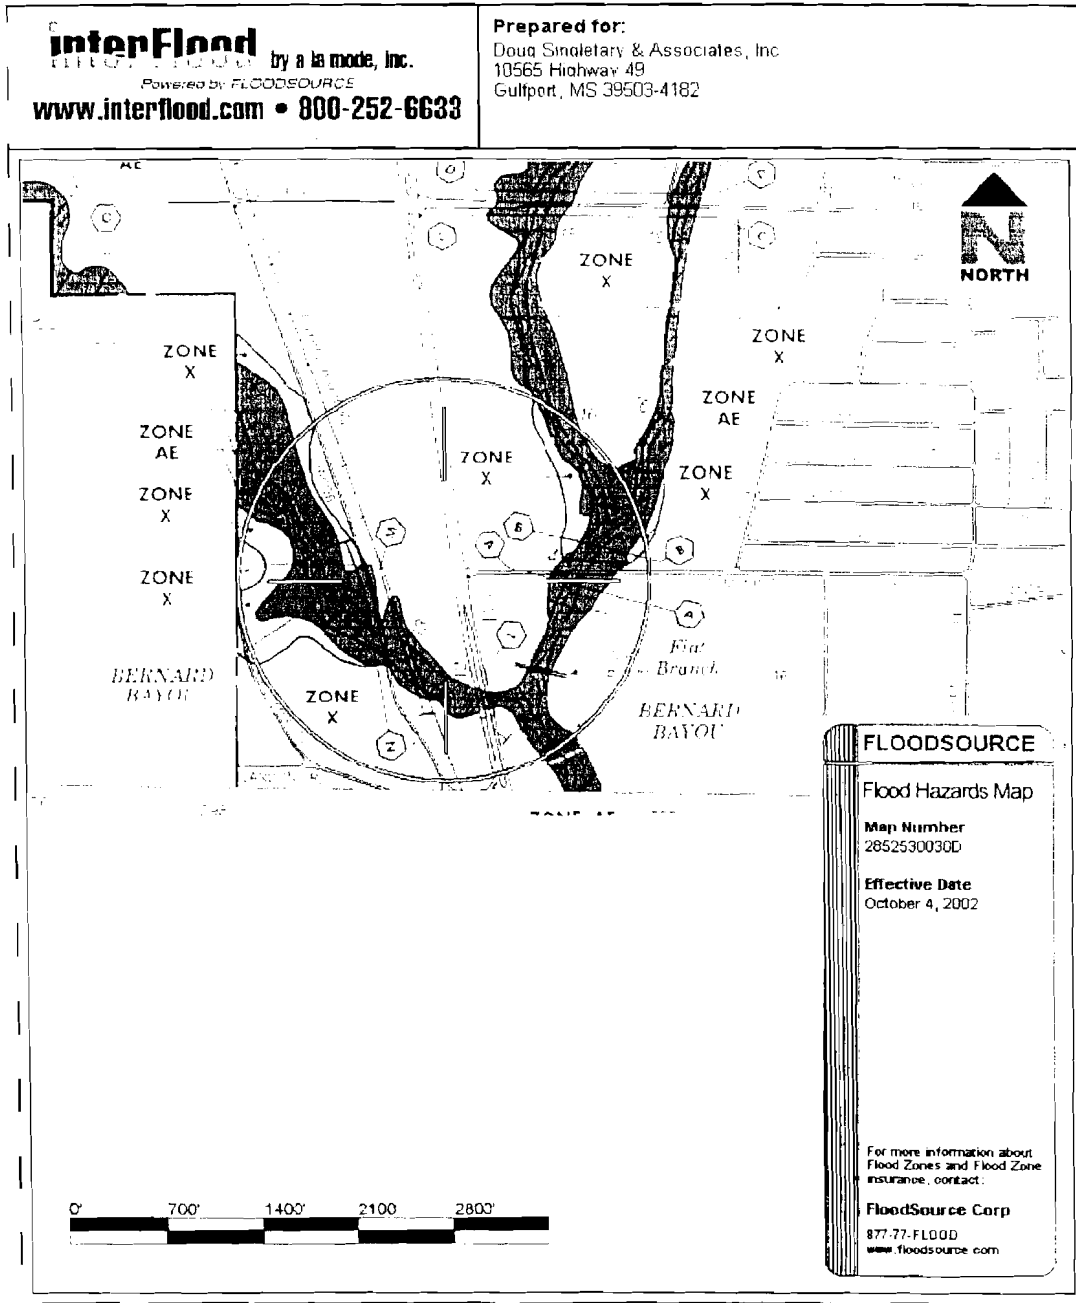 interFlood by a la mode, inc.
Powered by FLOODSOURCE
www.interflood.com • 800-252-6633
Prepared for:
Doug Singletary & Associates, Inc
10565 Highway 49
Gulfport, MS 39503-4182
AE
NORTH
ZONE
X
ZONE
X
ZONE
X
ZONE
AE
ZONE
AE
ZONE
X
ZONE
X
ZONE
X
ZONE
X
ZONE
X
BERNARD
BAYOU
ZONE
X
Branch
BERNARD
BAYOU
ZONE AE
FLOODSOURCE
Flood Hazards Map
Map Number
2852530030D
Effective Date
October 4, 2002
For more information about
Flood Zones and Flood Zone
insurance, contact:
FloodSource Corp
877-77-FLOOD
www.floodsource.com
0' 700' 1400' 2100 2800'